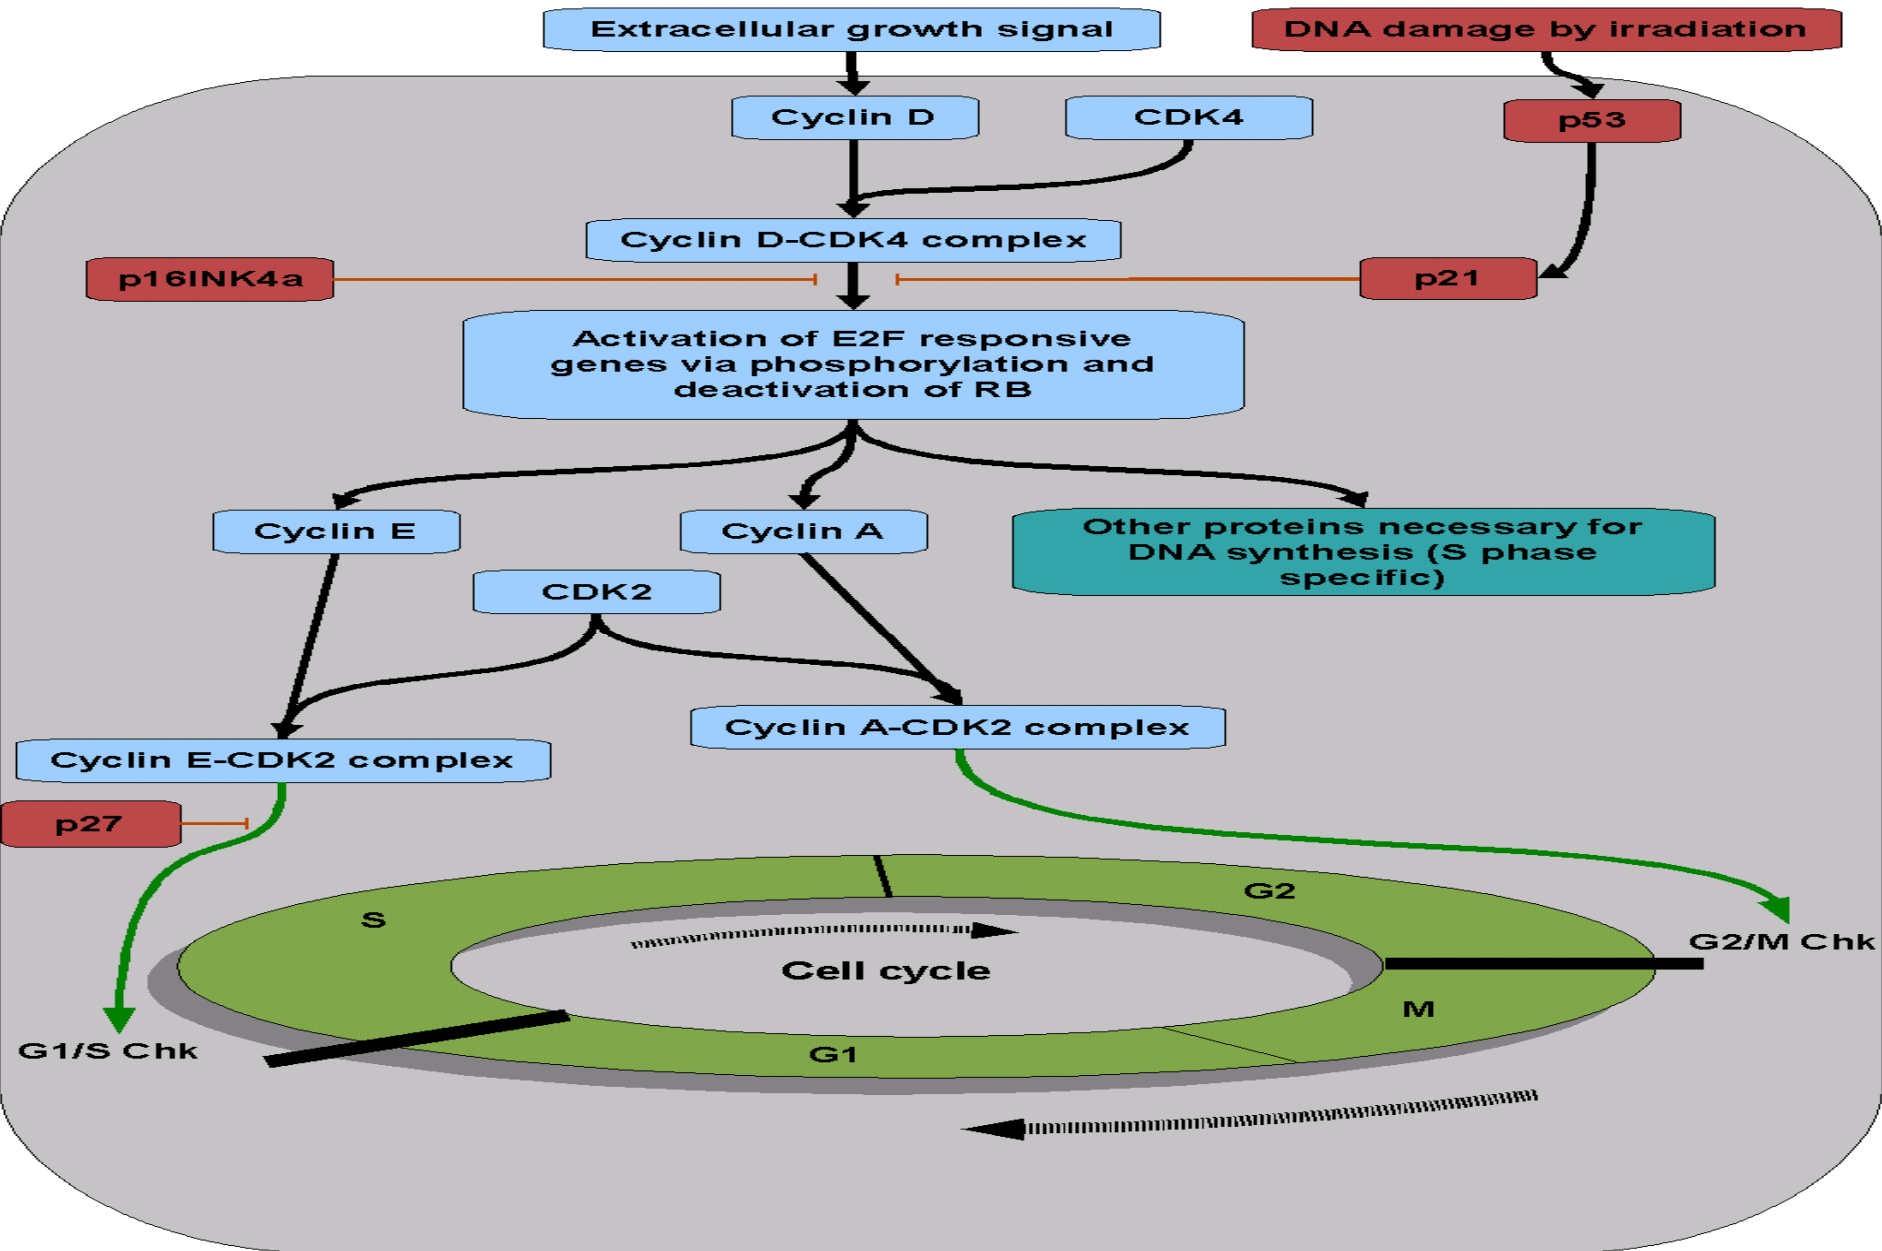 Extracellular growth signal
DNA damage by irradiation
Cyclin D
CDK4
p53
Cyclin D-CDK4 complex
p16INK4a
p21
Activation of E2F responsive
genes via phosphorylation and
deactivation of RB
Cyclin E
Cyclin A
Other proteins necessary for
DNA synthesis (S phase
specific)
CDK2
Cyclin A-CDK2 complex
Cyclin E-CDK2 complex
p27
S
G2
G2/M Chk
Cell cycle
M
G1/S Chk
G1